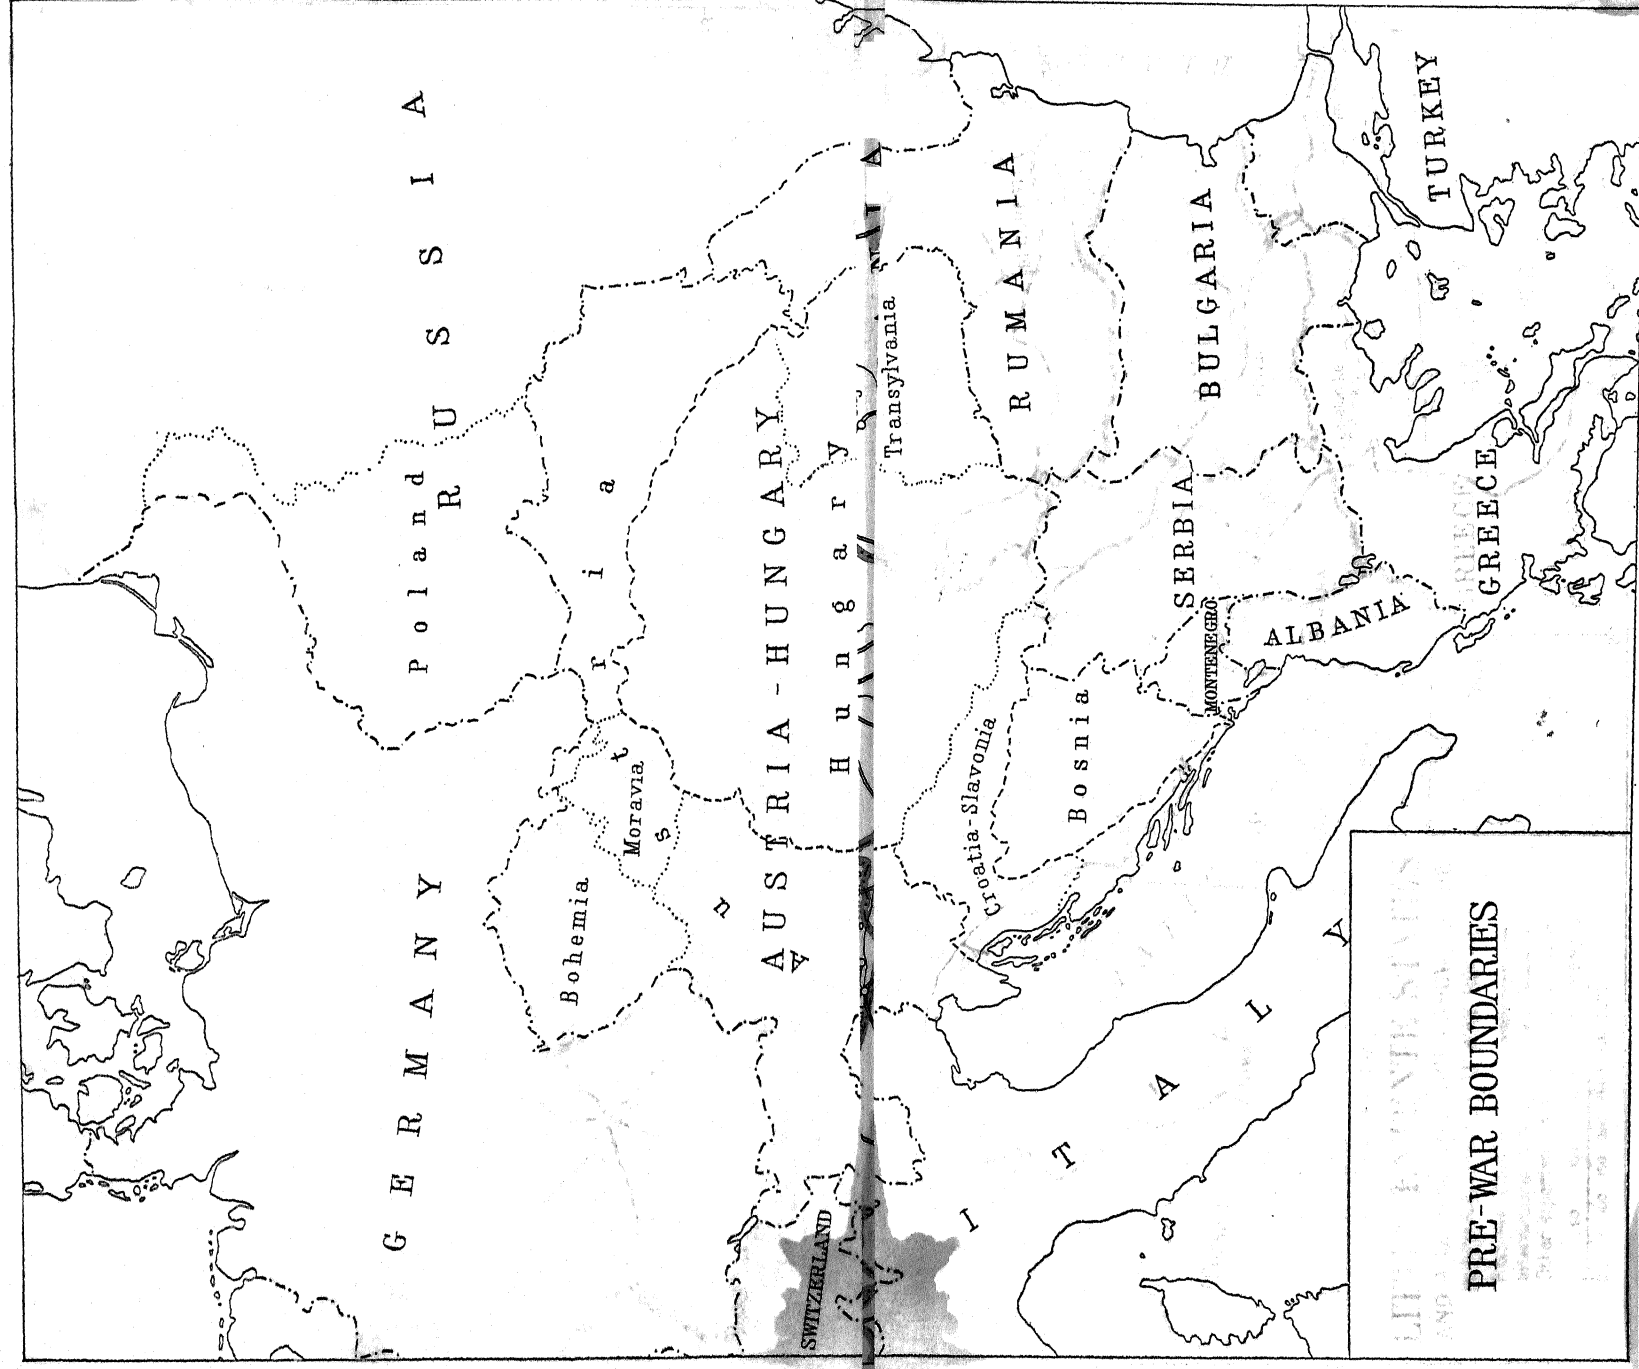 RUSSIA
Poland
GERMANY
Austria
Bohemia
Moravia
AUSTRIA-HUNGARY
Hungary
Transylvania
RUMANIA
Croatia-Slavonia
Bosnia
SERBIA
MONTENEGRO
BULGARIA
ALBANIA
TURKEY
GREECE
SWITZERLAND
ITALY
PRE-WAR BOUNDARIES